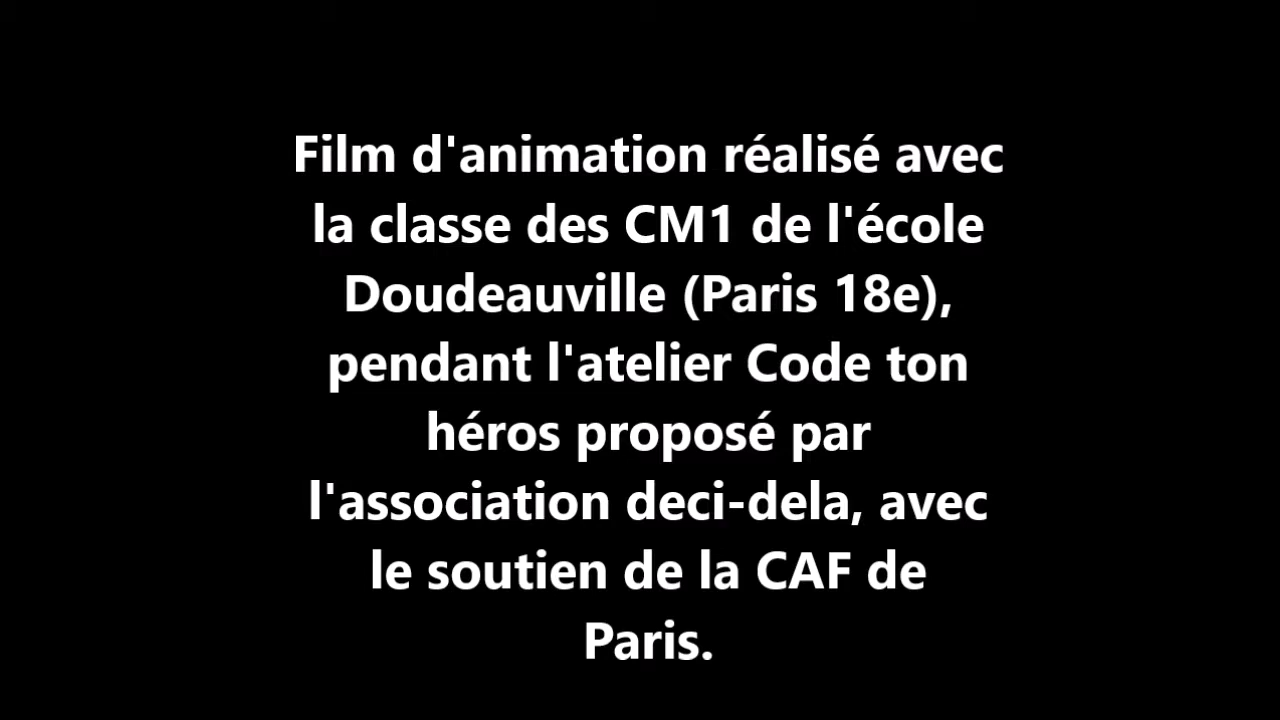 Film d'animation réalisé avec
la classe des CM1 de l'école
Doudeauville (Paris 18e),
pendant l'atelier Code ton
héros proposé par
l'association deci-dela, avec
le soutien de la CAF de
Paris.